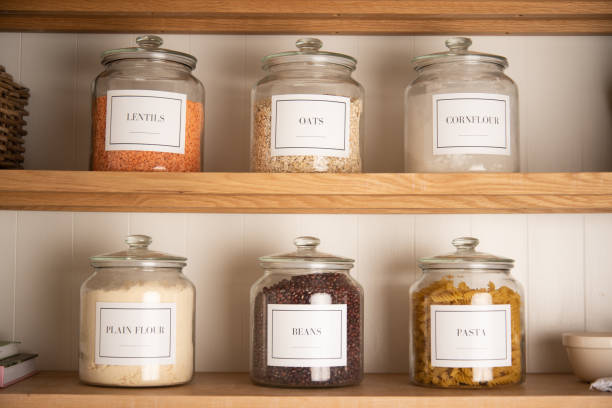 LENTILS
OATS
CORNFLOUR
PLAIN FLOUR
BEANS
PASTA